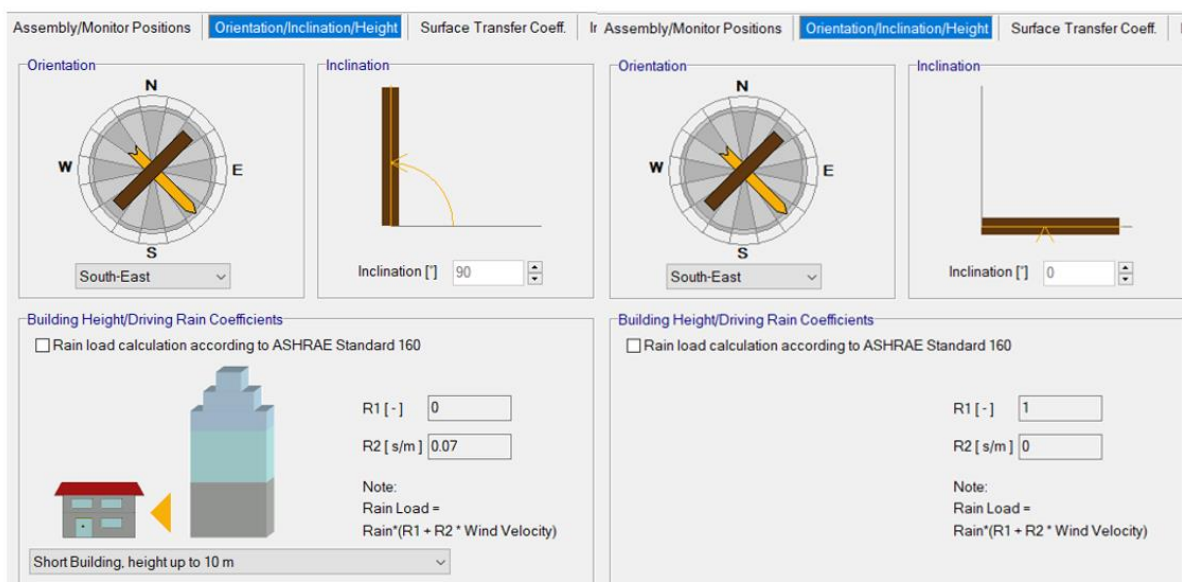 Assembly/Monitor Positions
Orientation/Inclination/Height
Surface Transfer Coeff.
Orientation
N
W
E
S
South-East
Inclination
Inclination [°]
90
Building Height/Driving Rain Coefficients
Rain load calculation according to ASHRAE Standard 160
R1 [ - ]
0
R2 [ s/m ]
0.07
Note:
Rain Load =
Rain*(R1 + R2 * Wind Velocity)
Short Building, height up to 10 m
Assembly/Monitor Positions
Orientation/Inclination/Height
Surface Transfer Coeff.
Orientation
N
W
E
S
South-East
Inclination
Inclination [°]
0
Building Height/Driving Rain Coefficients
Rain load calculation according to ASHRAE Standard 160
R1 [ - ]
1
R2 [ s/m ]
0
Note:
Rain Load =
Rain*(R1 + R2 * Wind Velocity)